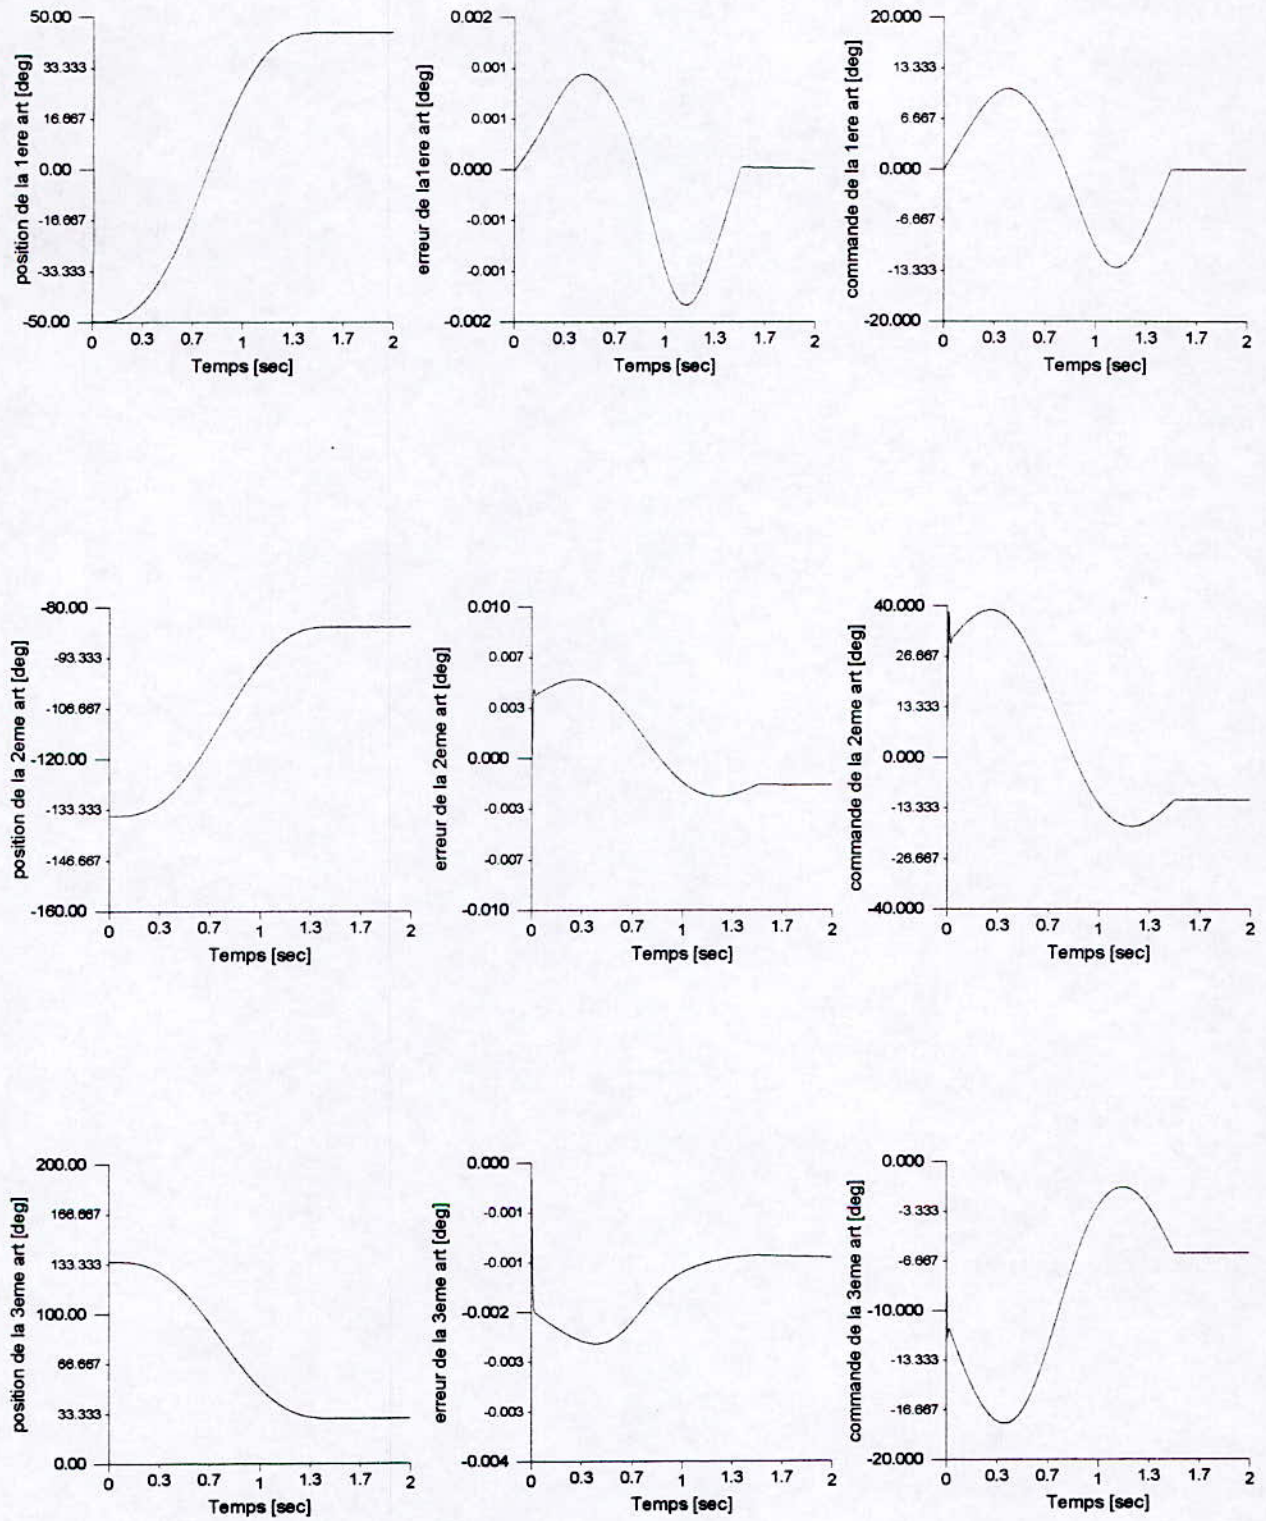 position de la 1ere art [deg]
50.00
33.333
16.667
0.00
-16.667
-33.333
-50.00
0 0.3 0.7 1 1.3 1.7 2
Temps [sec]
erreur de la1ere art [deg]
0.002
0.001
0.001
0.000
-0.001
-0.001
-0.002
0 0.3 0.7 1 1.3 1.7 2
Temps [sec]
commande de la 1ere art [deg]
20.000
13.333
6.667
0.000
-6.667
-13.333
-20.000
0 0.3 0.7 1 1.3 1.7 2
Temps [sec]
position de la 2eme art [deg]
-80.00
-93.333
-106.667
-120.00
-133.333
-146.667
-160.00
0 0.3 0.7 1 1.3 1.7 2
Temps [sec]
erreur de la 2eme art [deg]
0.010
0.007
0.003
0.000
-0.003
-0.007
-0.010
0 0.3 0.7 1 1.3 1.7 2
Temps [sec]
commande de la 2eme art [deg]
40.000
26.667
13.333
0.000
-13.333
-26.667
-40.000
0 0.3 0.7 1 1.3 1.7 2
Temps [sec]
position de la 3eme art [deg]
200.00
166.667
133.333
100.00
66.667
33.333
0.00
0 0.3 0.7 1 1.3 1.7 2
Temps [sec]
erreur de la 3eme art [deg]
0.000
-0.001
-0.001
-0.002
-0.003
-0.003
-0.004
0 0.3 0.7 1 1.3 1.7 2
Temps [sec]
commande de la 3eme art [deg]
0.000
-3.333
-6.667
-10.000
-13.333
-16.667
-20.000
0 0.3 0.7 1 1.3 1.7 2
Temps [sec]